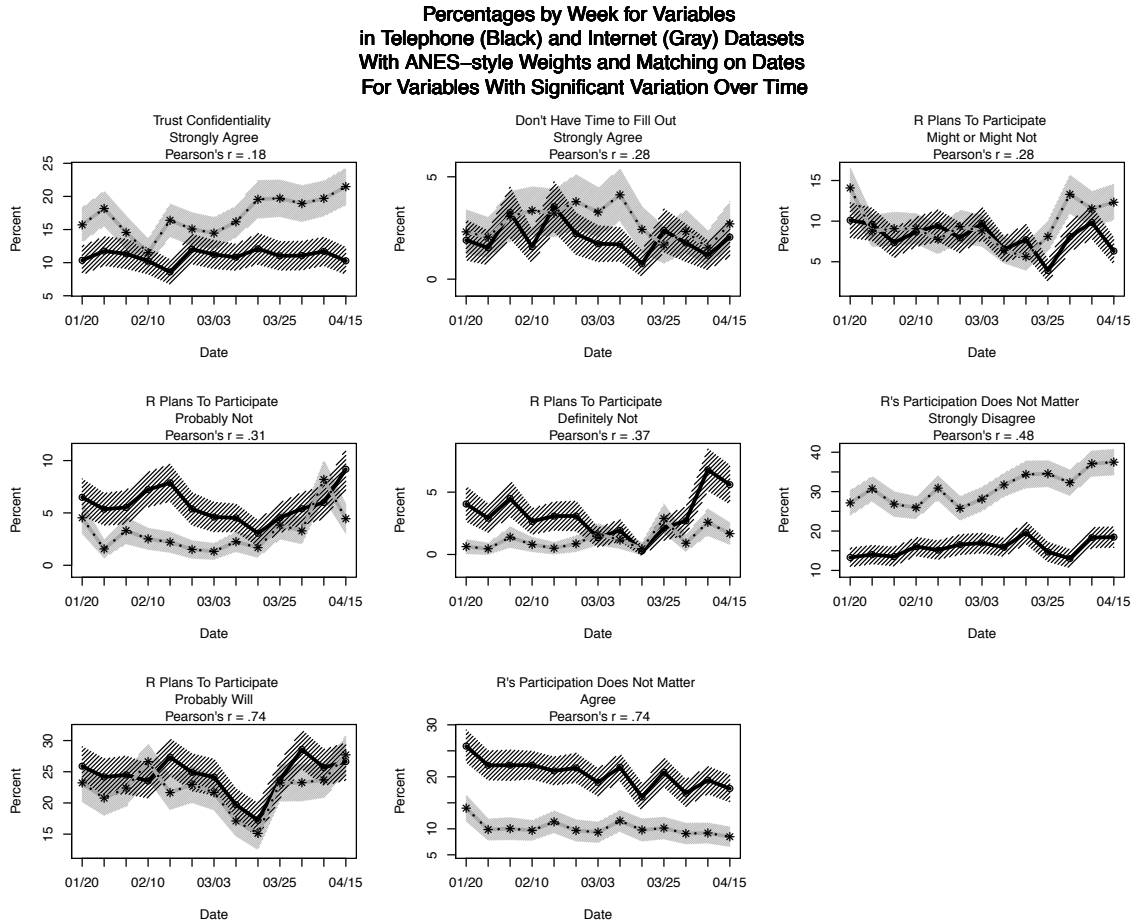 Percentages by Week for Variables
in Telephone (Black) and Internet (Gray) Datasets
With ANES−style Weights and Matching on Dates
For Variables With Significant Variation Over Time
Trust Confidentiality
Strongly Agree
Pearson's r = .18
Percent
5 10 15 20 25
01/20 02/10 03/03 03/25 04/15
Date
Don't Have Time to Fill Out
Strongly Agree
Pearson's r = .28
Percent
0 5
01/20 02/10 03/03 03/25 04/15
Date
R Plans To Participate
Might or Might Not
Pearson's r = .28
Percent
5 10 15
01/20 02/10 03/03 03/25 04/15
Date
R Plans To Participate
Probably Not
Pearson's r = .31
Percent
0 5 10
01/20 02/10 03/03 03/25 04/15
Date
R Plans To Participate
Definitely Not
Pearson's r = .37
Percent
0 5
01/20 02/10 03/03 03/25 04/15
Date
R's Participation Does Not Matter
Strongly Disagree
Pearson's r = .48
Percent
10 20 30 40
01/20 02/10 03/03 03/25 04/15
Date
R Plans To Participate
Probably Will
Pearson's r = .74
Percent
15 20 25 30
01/20 02/10 03/03 03/25 04/15
Date
R's Participation Does Not Matter
Agree
Pearson's r = .74
Percent
5 10 20 30
01/20 02/10 03/03 03/25 04/15
Date